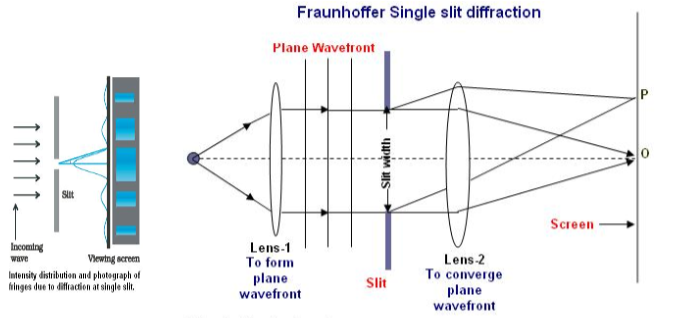 Fraunhoffer Single slit diffraction
Plane Wavefront
P
O
Slit width
Screen
Lens-1
To form
plane
wavefront
Slit
Lens-2
To converge
plane
wavefront
Slit
Incoming
wave
Viewing screen
Intensity distribution and photograph of
fringes due to diffraction at single slit.